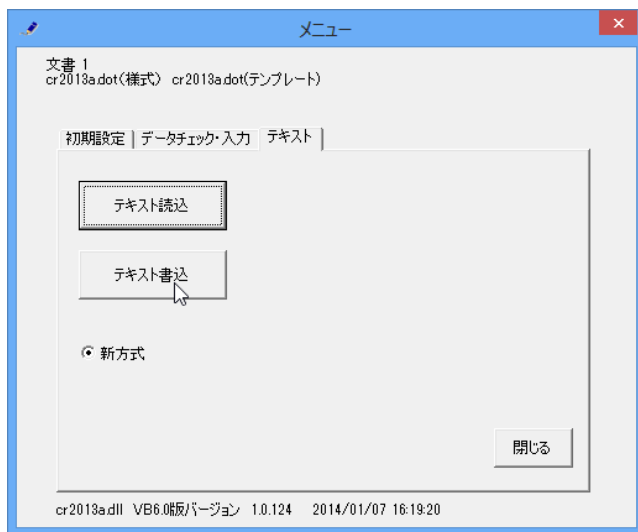 メニュー
文書 1
cr2013a.dot(様式) cr2013a.dot(テンプレート)
初期設定 データチェック・入力 テキスト
テキスト読込
テキスト書込
新方式
閉じる
cr2013a.dll VB6.0版バージョン 1.0.124 2014/01/07 16:19:20